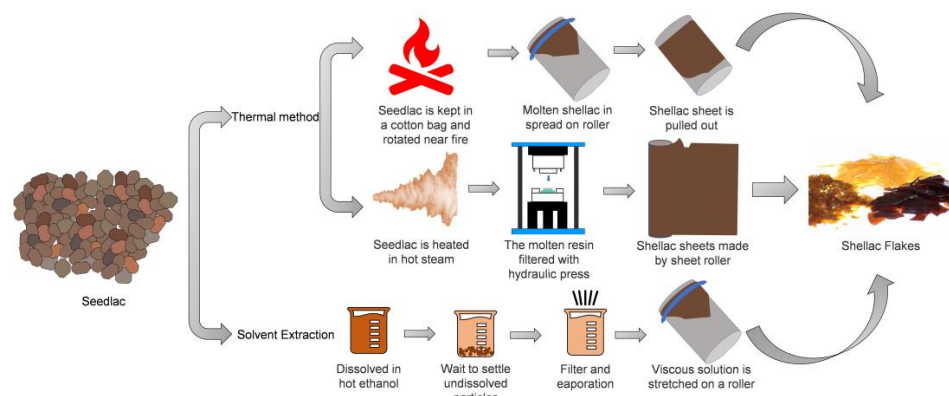 Thermal method
Seedlac is kept in
a cotton bag and
rotated near fire
Molten shellac in
spread on roller
Shellac sheet is
pulled out
Seedlac is heated
in hot steam
The molten resin
filtered with
hydraulic press
Shellac sheets made
by sheet roller
Shellac Flakes
Seedlac
Solvent Extraction
Dissolved in
hot ethanol
Wait to settle
undissolved
particles
Filter and
eaporation
Viscous solution is
stretched on a roller